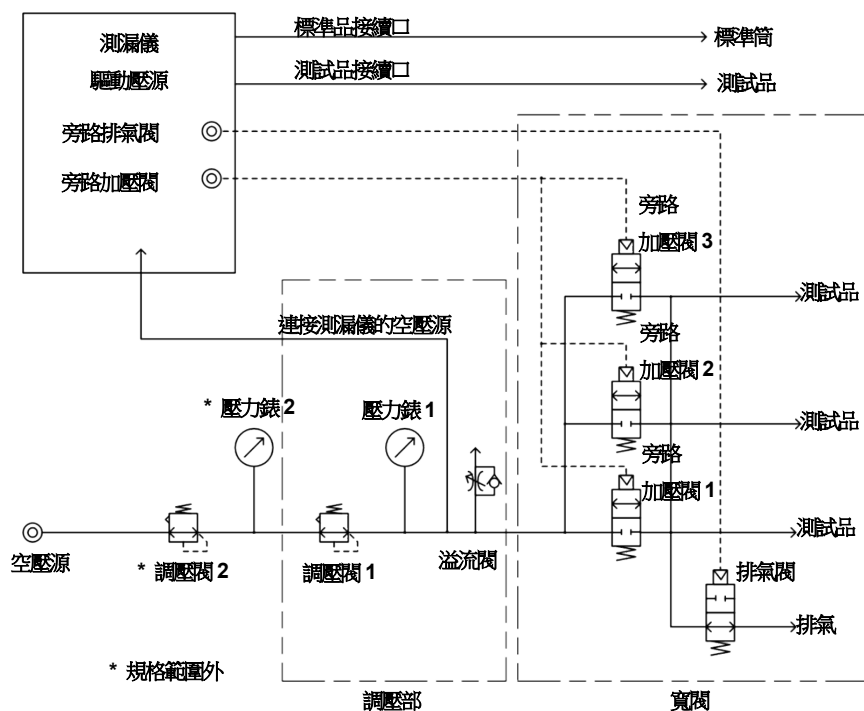 測漏儀
驅動壓源
旁路排氣閥
旁路加壓閥
標準品接續口
標準筒
測試品接續口
測試品
旁路
加壓閥 3
測試品
連接測漏儀的空壓源
旁路
加壓閥 2
* 壓力錶 2
壓力錶 1
測試品
旁路
加壓閥 1
測試品
空壓源
* 調壓閥 2
調壓閥 1
溢流閥
排氣閥
排氣
* 規格範圍外
調壓部
寬閥